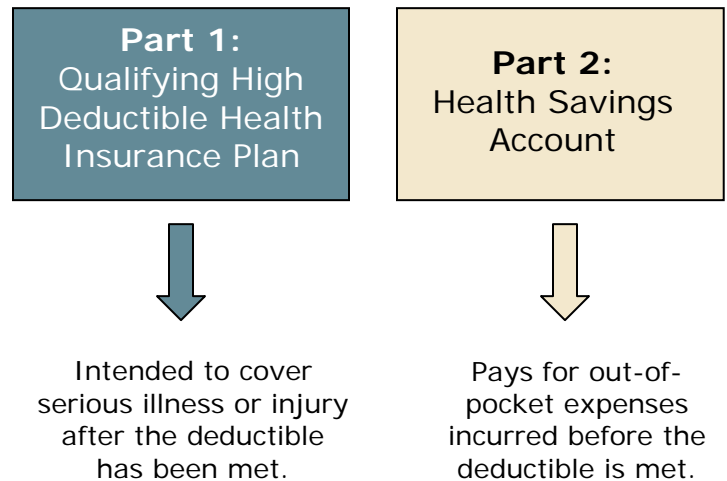 Part 1:
Qualifying High
Deductible Health
Insurance Plan
Part 2:
Health Savings
Account
Intended to cover
serious illness or injury
after the deductible
has been met.
Pays for out-of-
pocket expenses
incurred before the
deductible is met.